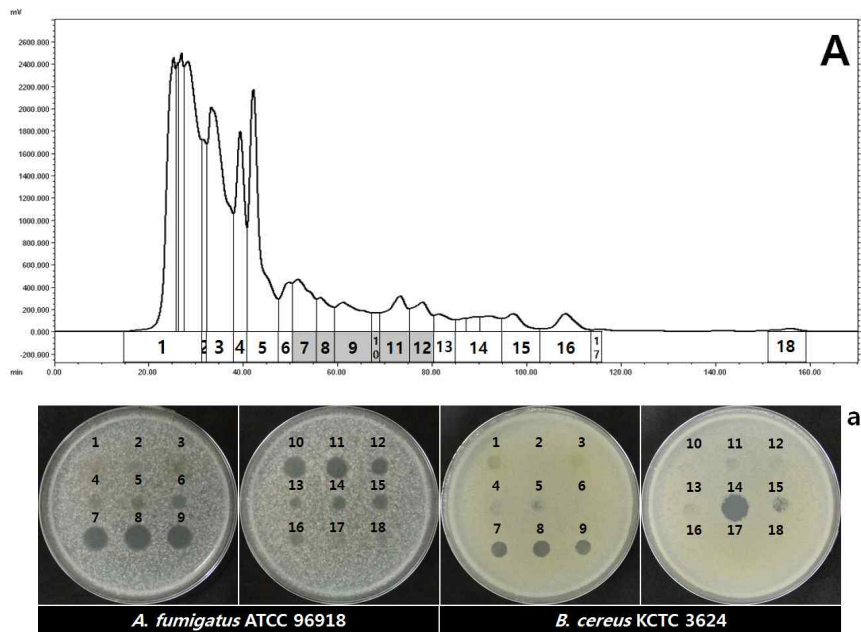 mV
A
2600.000
2400.000
2200.000
2000.000
1800.000
1600.000
1400.000
1200.000
1000.000
800.000
600.000
400.000
200.000
0.000
-200.000
1 2 3 4 5 6 7 8 9 10 11 12 13 14 15 16 17 18
min
0.00 20.00 40.00 60.00 80.00 100.00 120.00 140.00 160.00
a
1 2 3
4 5 6
7 8 9
10 11 12
13 14 15
16 17 18
1 2 3
4 5 6
7 8 9
10 11 12
13 14 15
16 17 18
A. fumigatus ATCC 96918
B. cereus KCTC 3624